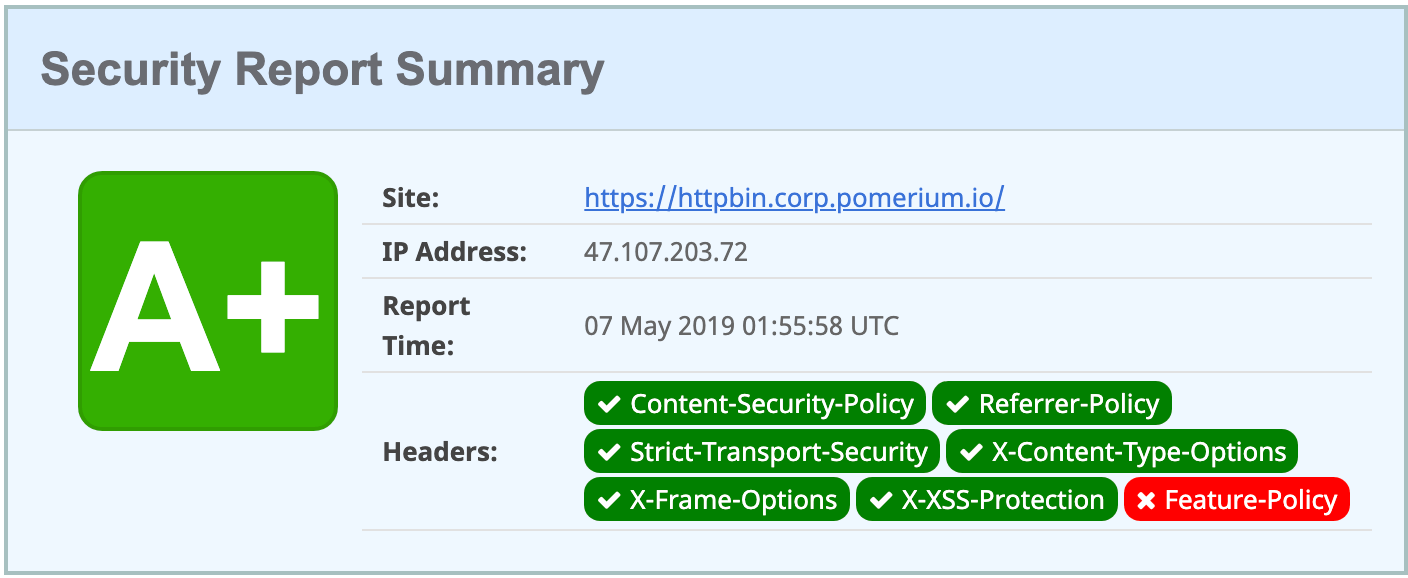 Security Report Summary
A+
Site: https://httpbin.corp.pomerium.io/
IP Address: 47.107.203.72
Report
Time:
07 May 2019 01:55:58 UTC
Headers:
✔ Content-Security-Policy ✔ Referrer-Policy
✔ Strict-Transport-Security ✔ X-Content-Type-Options
✔ X-Frame-Options ✔ X-XSS-Protection ✖ Feature-Policy